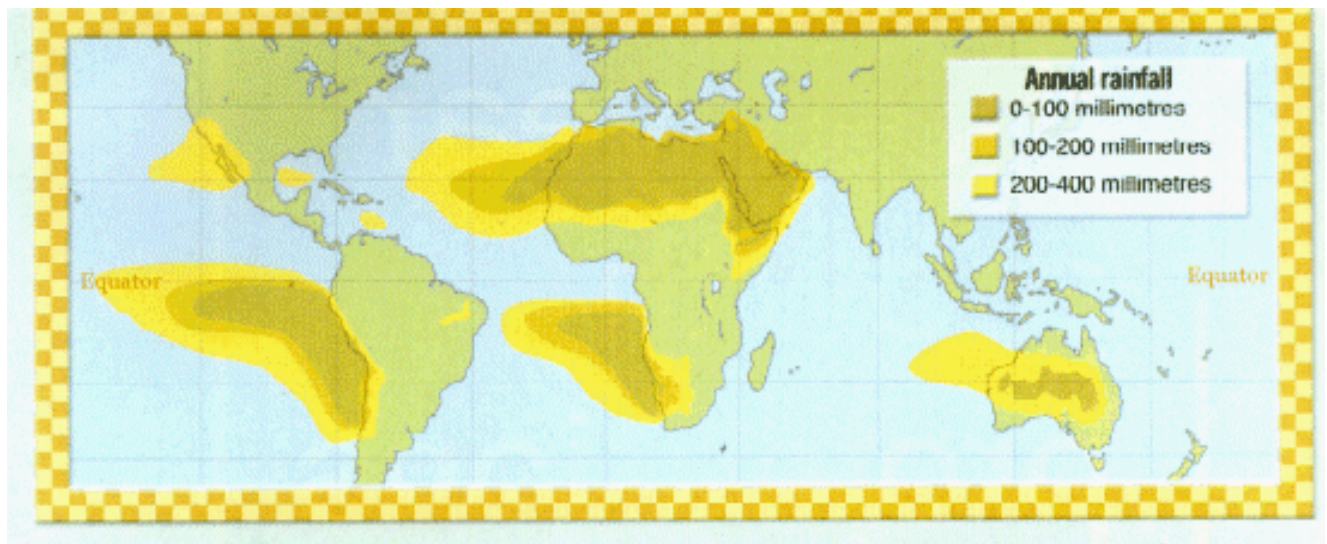 Annual rainfall
0-100 millimetres
100-200 millimetres
200-400 millimetres
Equator
Equator